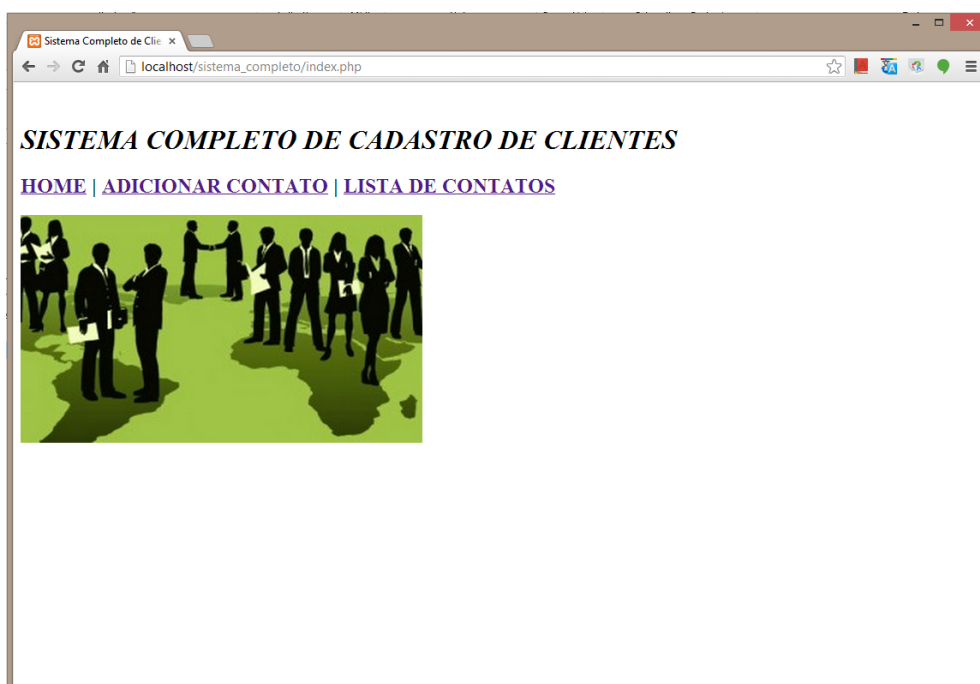 Sistema Completo de Clie
localhost/sistema_completo/index.php
SISTEMA COMPLETO DE CADASTRO DE CLIENTES
HOME | ADICIONAR CONTATO | LISTA DE CONTATOS